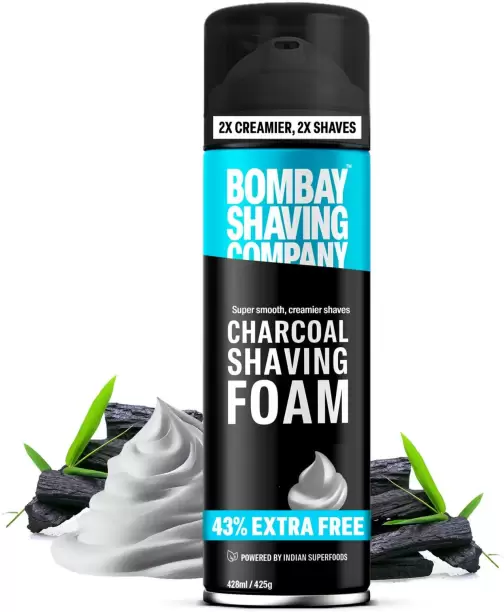 2X CREAMIER, 2X SHAVES
BOMBAY™
SHAVING
COMPANY
Super smooth, creamier shaves
CHARCOAL
SHAVING
FOAM
43% EXTRA FREE
POWERED BY INDIAN SUPERFOODS
428ml / 425g